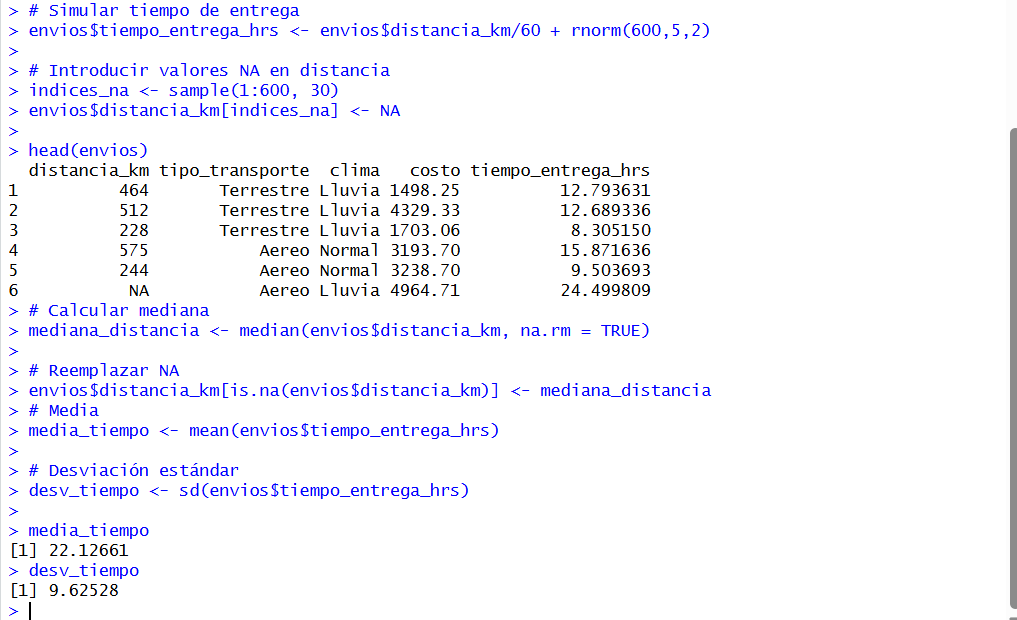 > # Simular tiempo de entrega
> envios$tiempo_entrega_hrs <- envios$distancia_km/60 + rnorm(600,5,2)
>
> # Introducir valores NA en distancia
> indices_na <- sample(1:600, 30)
> envios$distancia_km[indices_na] <- NA
>
> head(envios)
  distancia_km tipo_transporte  clima   costo tiempo_entrega_hrs
1          464       Terrestre Lluvia 1498.25          12.793631
2          512       Terrestre Lluvia 4329.33          12.689336
3          228       Terrestre Lluvia 1703.06           8.305150
4          575           Aereo Normal 3193.70          15.871636
5          244           Aereo Normal 3238.70           9.503693
6           NA           Aereo Lluvia 4964.71          24.499809
> # Calcular mediana
> mediana_distancia <- median(envios$distancia_km, na.rm = TRUE)
>
> # Reemplazar NA
> envios$distancia_km[is.na(envios$distancia_km)] <- mediana_distancia
> # Media
> media_tiempo <- mean(envios$tiempo_entrega_hrs)
>
> # Desviación estándar
> desv_tiempo <- sd(envios$tiempo_entrega_hrs)
>
> media_tiempo
[1] 22.12661
> desv_tiempo
[1] 9.62528
>